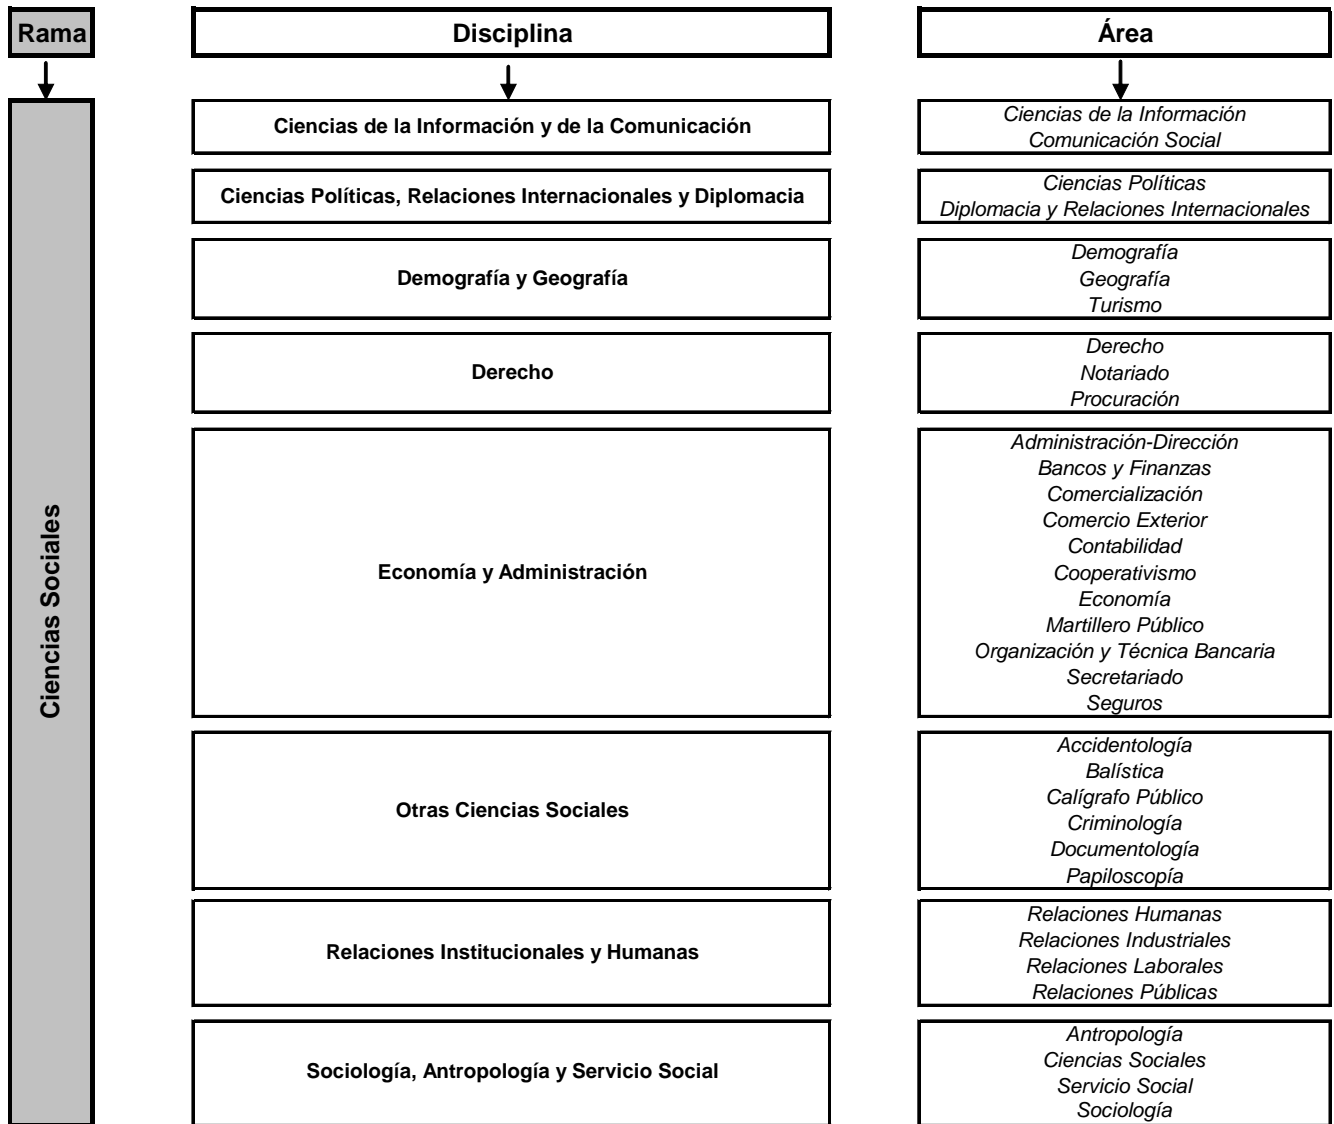 Rama
Disciplina
Área
Ciencias Sociales
Ciencias de la Información y de la Comunicación
Ciencias de la Información
Comunicación Social
Ciencias Políticas, Relaciones Internacionales y Diplomacia
Ciencias Políticas
Diplomacia y Relaciones Internacionales
Demografía y Geografía
Demografía
Geografía
Turismo
Derecho
Derecho
Notariado
Procuración
Economía y Administración
Administración-Dirección
Bancos y Finanzas
Comercialización
Comercio Exterior
Contabilidad
Cooperativismo
Economía
Martillero Público
Organización y Técnica Bancaria
Secretariado
Seguros
Otras Ciencias Sociales
Accidentología
Balística
Calígrafo Público
Criminología
Documentología
Papiloscopía
Relaciones Institucionales y Humanas
Relaciones Humanas
Relaciones Industriales
Relaciones Laborales
Relaciones Públicas
Sociología, Antropología y Servicio Social
Antropología
Ciencias Sociales
Servicio Social
Sociología